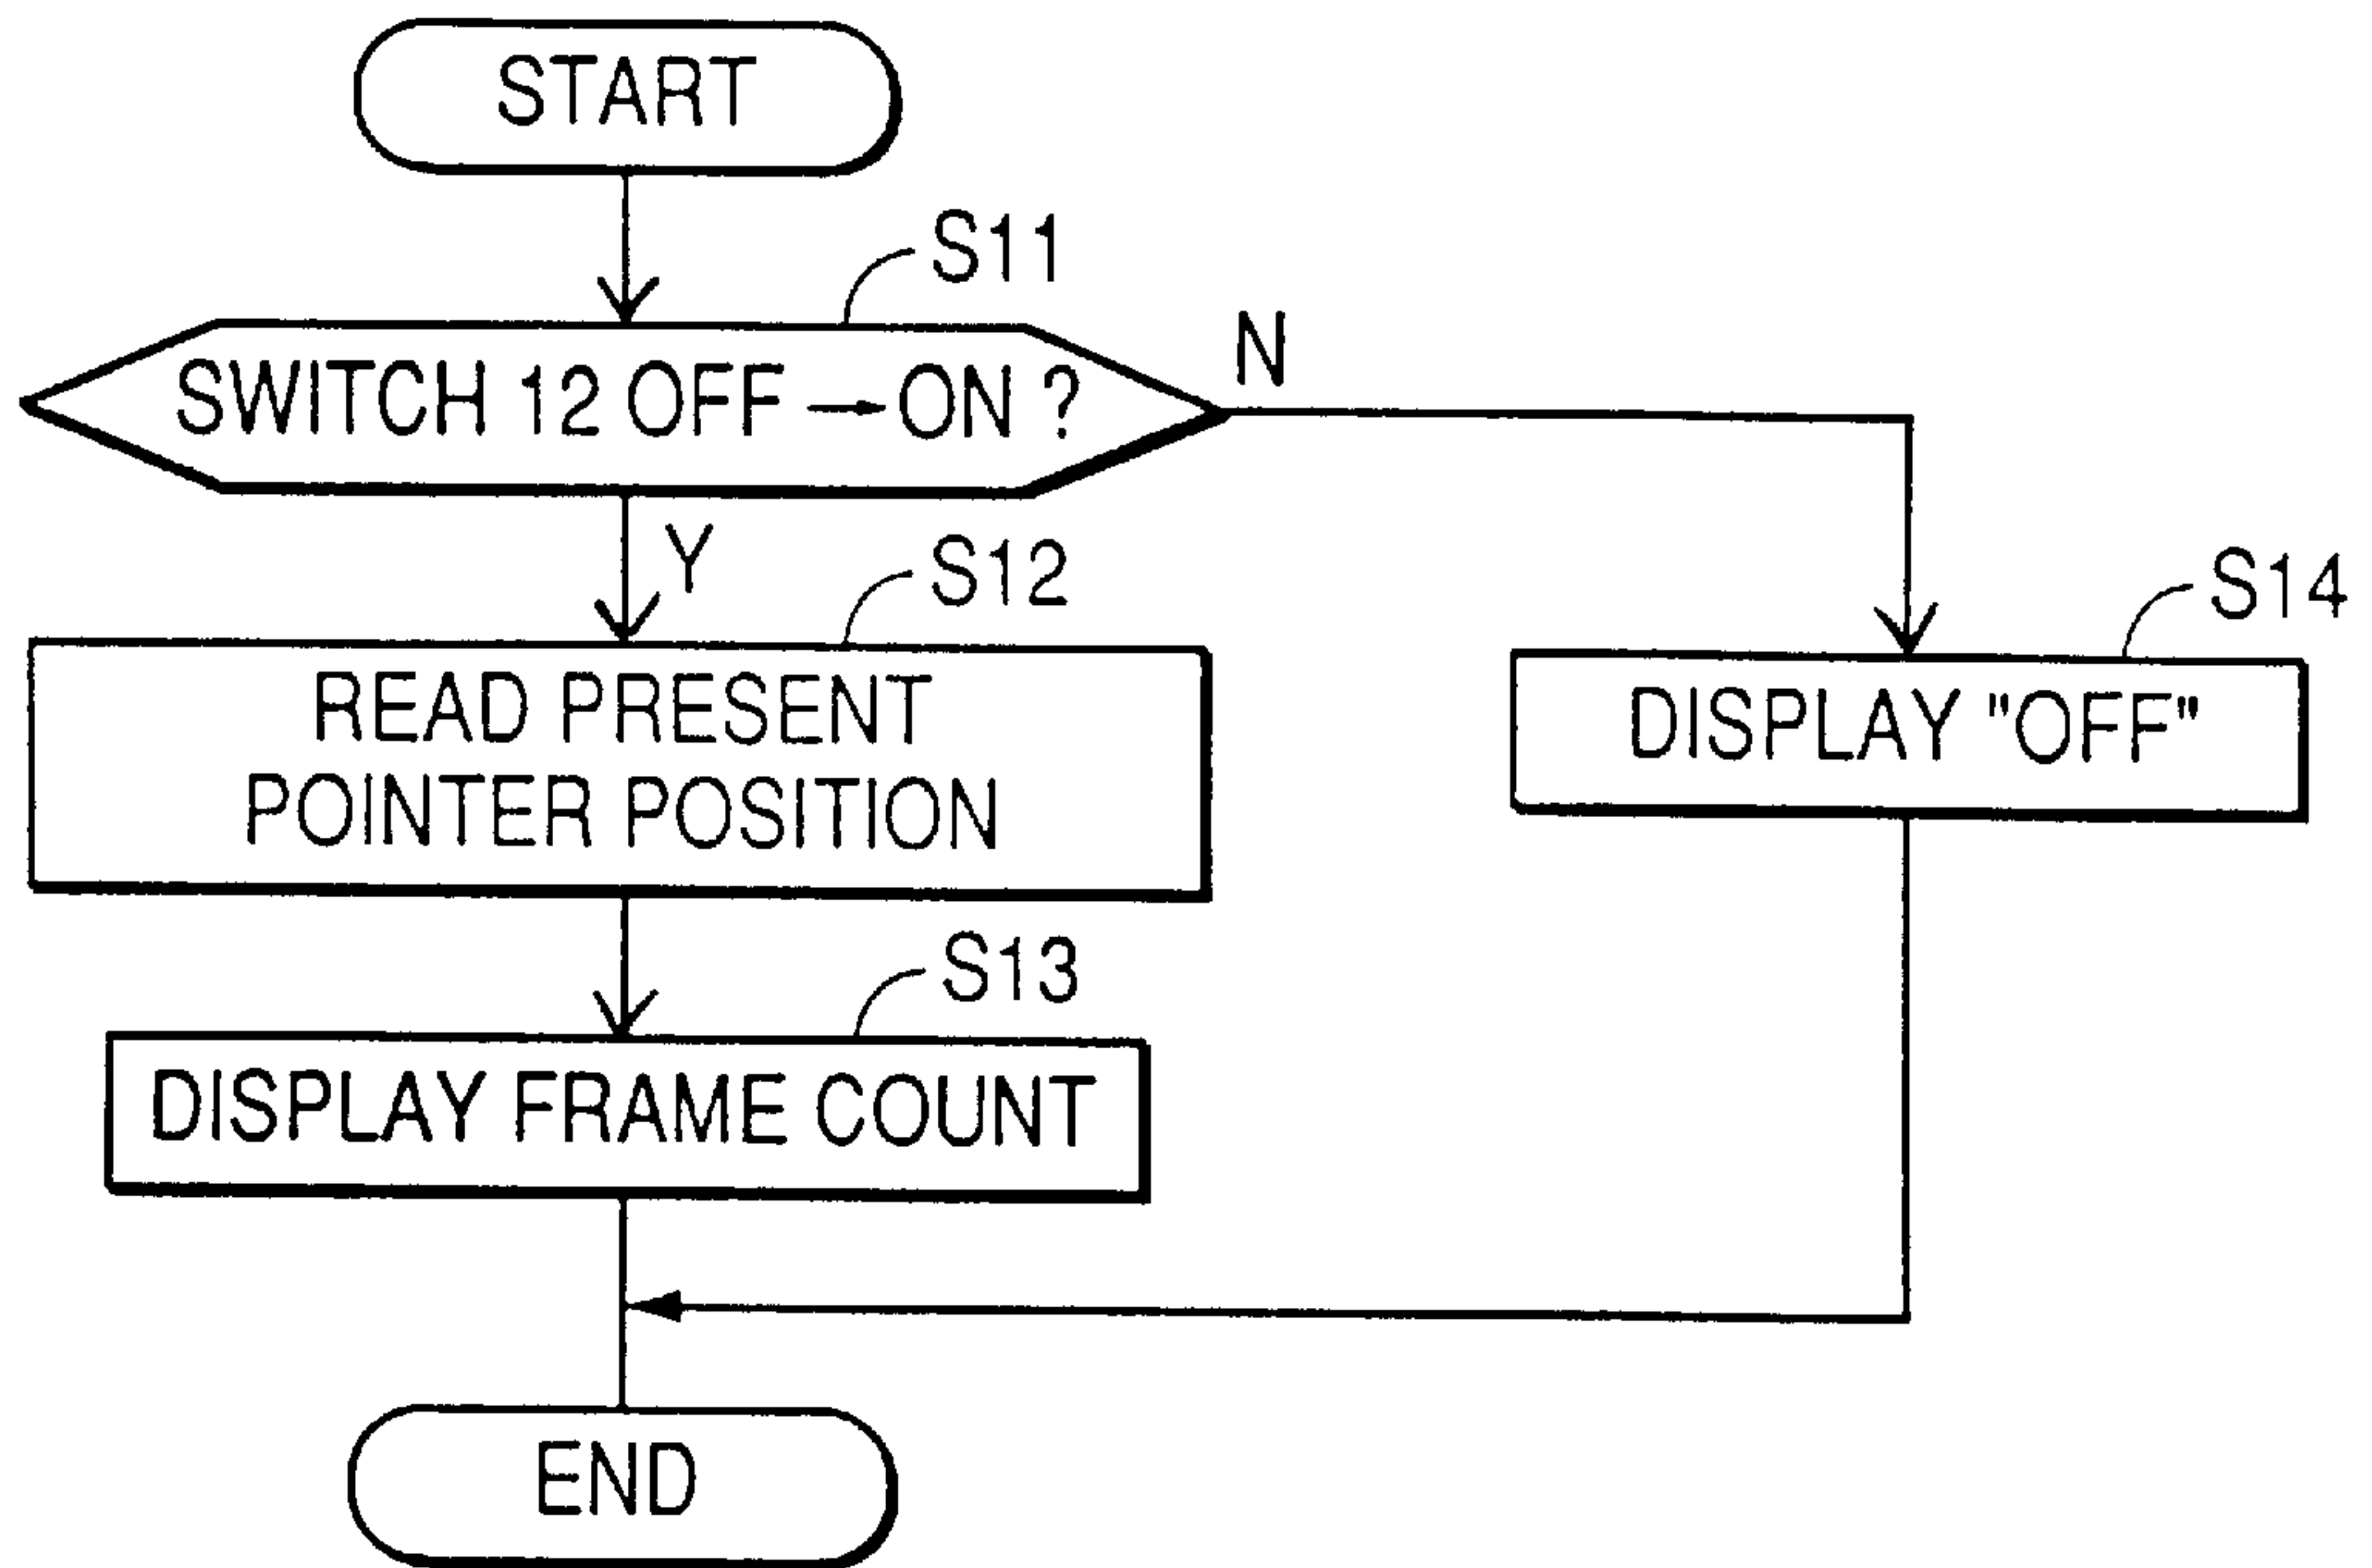 START
S11
SWITCH 12 OFF → ON ?
N
Y
S12
READ PRESENT
POINTER POSITION
S14
DISPLAY "OFF"
S13
DISPLAY FRAME COUNT
END